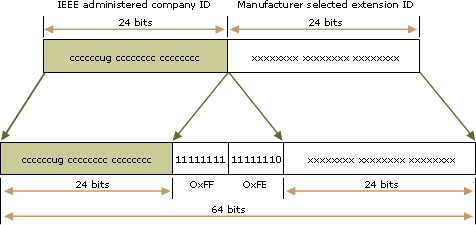 IEEE administered company ID Manufacturer selected extension ID
24 bits 24 bits
ccccccug cccccccc cccccccc xxxxxxxx xxxxxxxx xxxxxxxx
ccccccug cccccccc cccccccc 11111111 11111110 xxxxxxxx xxxxxxxx xxxxxxxx
24 bits 0xFF 0xFE 24 bits
64 bits